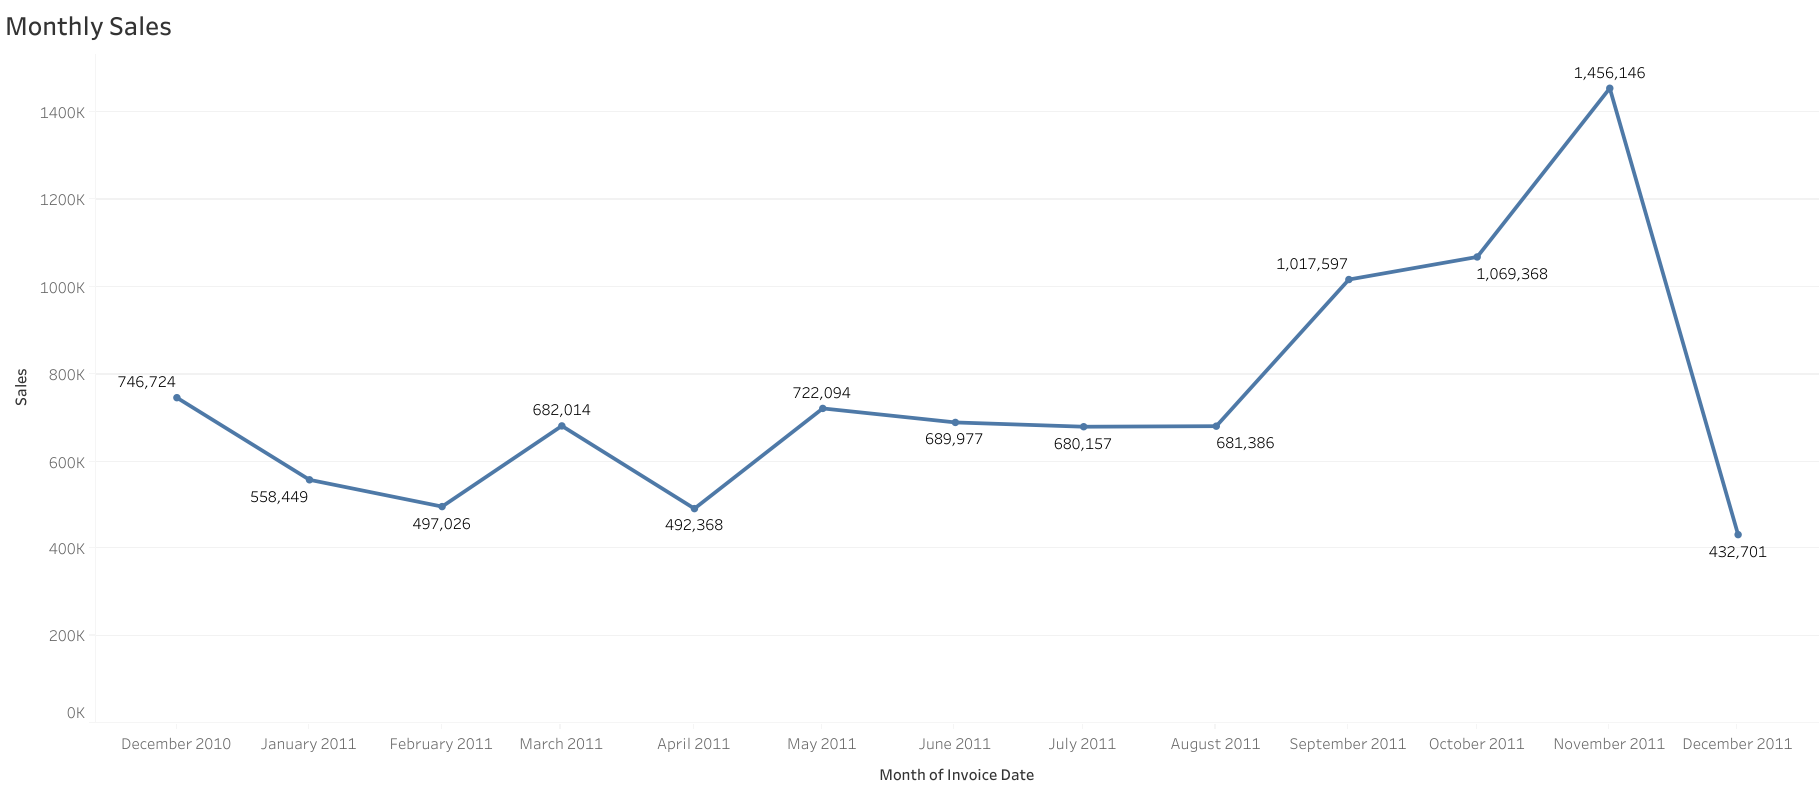 Monthly Sales
1,456,146
1400K
1200K
1,017,597
1,069,368
1000K
Sales
800K
746,724
722,094
682,014
689,977
680,157
681,386
600K
558,449
497,026
492,368
400K
432,701
200K
0K
December 2010 January 2011 February 2011 March 2011 April 2011 May 2011 June 2011 July 2011 August 2011 September 2011 October 2011 November 2011 December 2011
Month of Invoice Date